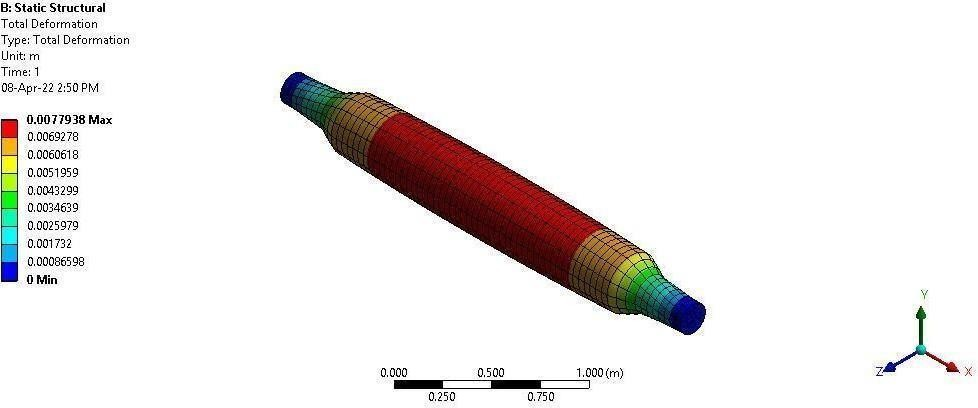 B: Static Structural
Total Deformation
Type: Total Deformation
Unit: m
Time: 1
08-Apr-22 2:50 PM
0.0077938 Max
0.0069278
0.0060618
0.0051959
0.0043299
0.0034639
0.0025979
0.001732
0.00086598
0 Min
0.000 0.500 1.000 (m)
0.250 0.750
Y
Z X